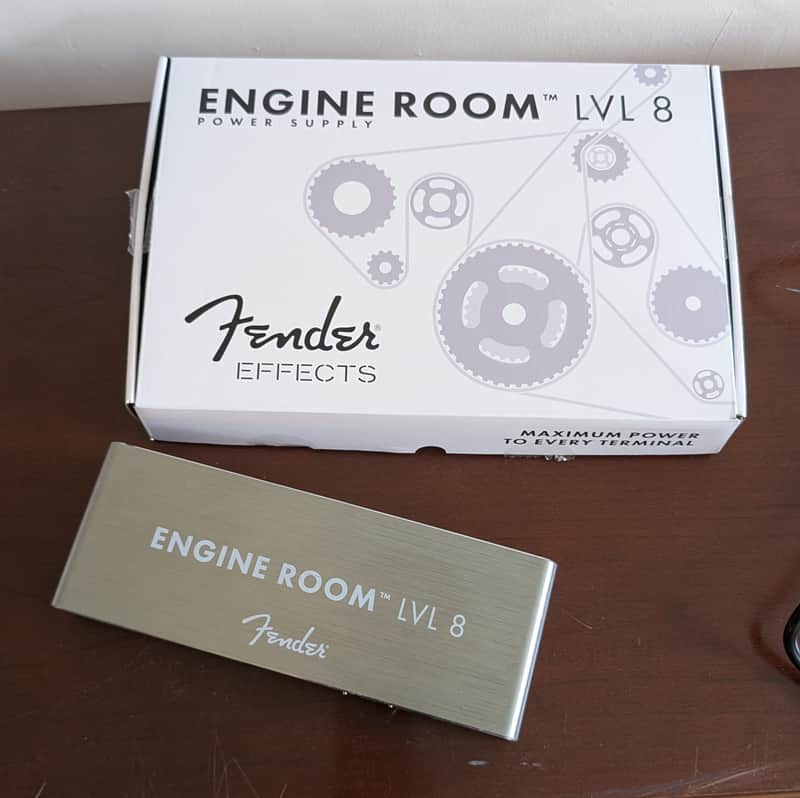 ENGINE ROOM™ LVL 8
POWER SUPPLY
Fender®
EFFECTS
MAXIMUM POWER
TO EVERY TERMINAL
ENGINE ROOM™ LVL 8
Fender